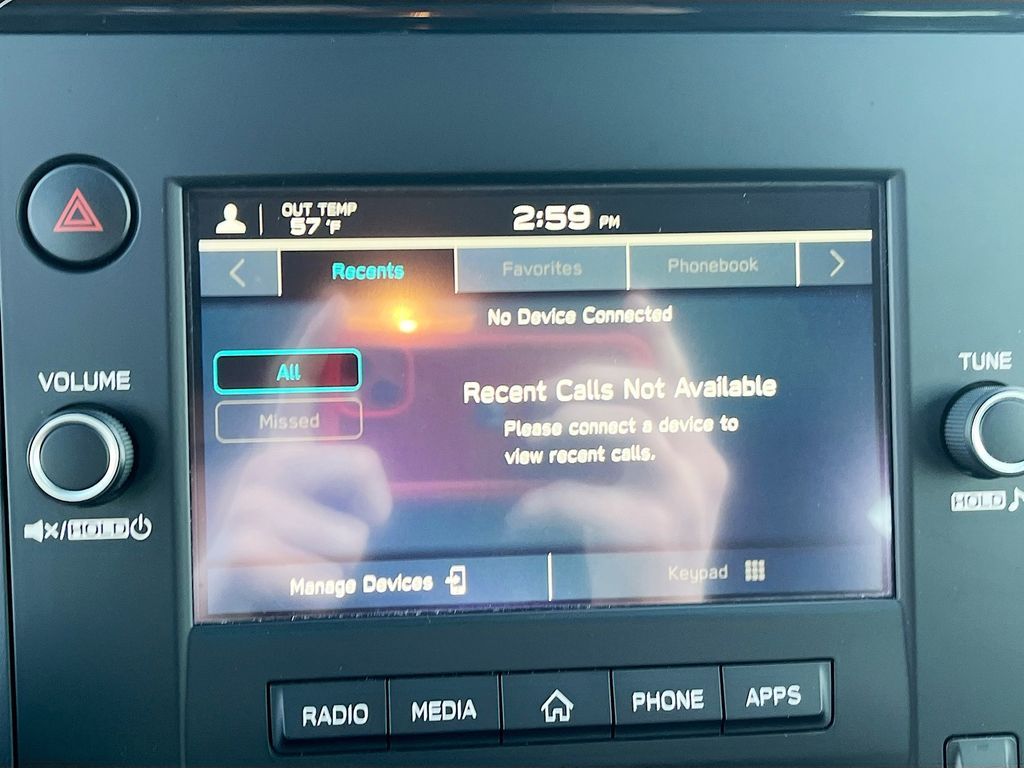 OUT TEMP
57 °F
2:59 PM
Recents
Favorites
Phonebook
No Device Connected
All
Missed
Recent Calls Not Available
Please connect a device to
view recent calls.
Manage Devices
Keypad
VOLUME
/HOLD
TUNE
HOLD
RADIO
MEDIA
PHONE
APPS